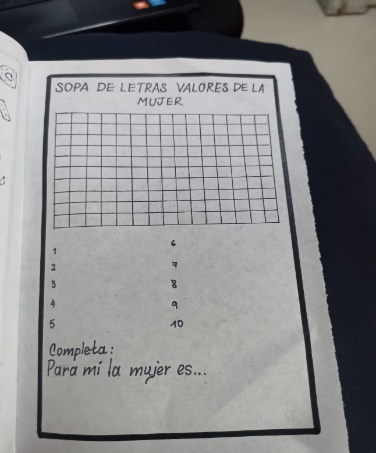 SOPA DE LETRAS VALORES DE LA
MUJER
1
2
3
4
5
6
7
8
9
10
Completa:
Para mi la mujer es...